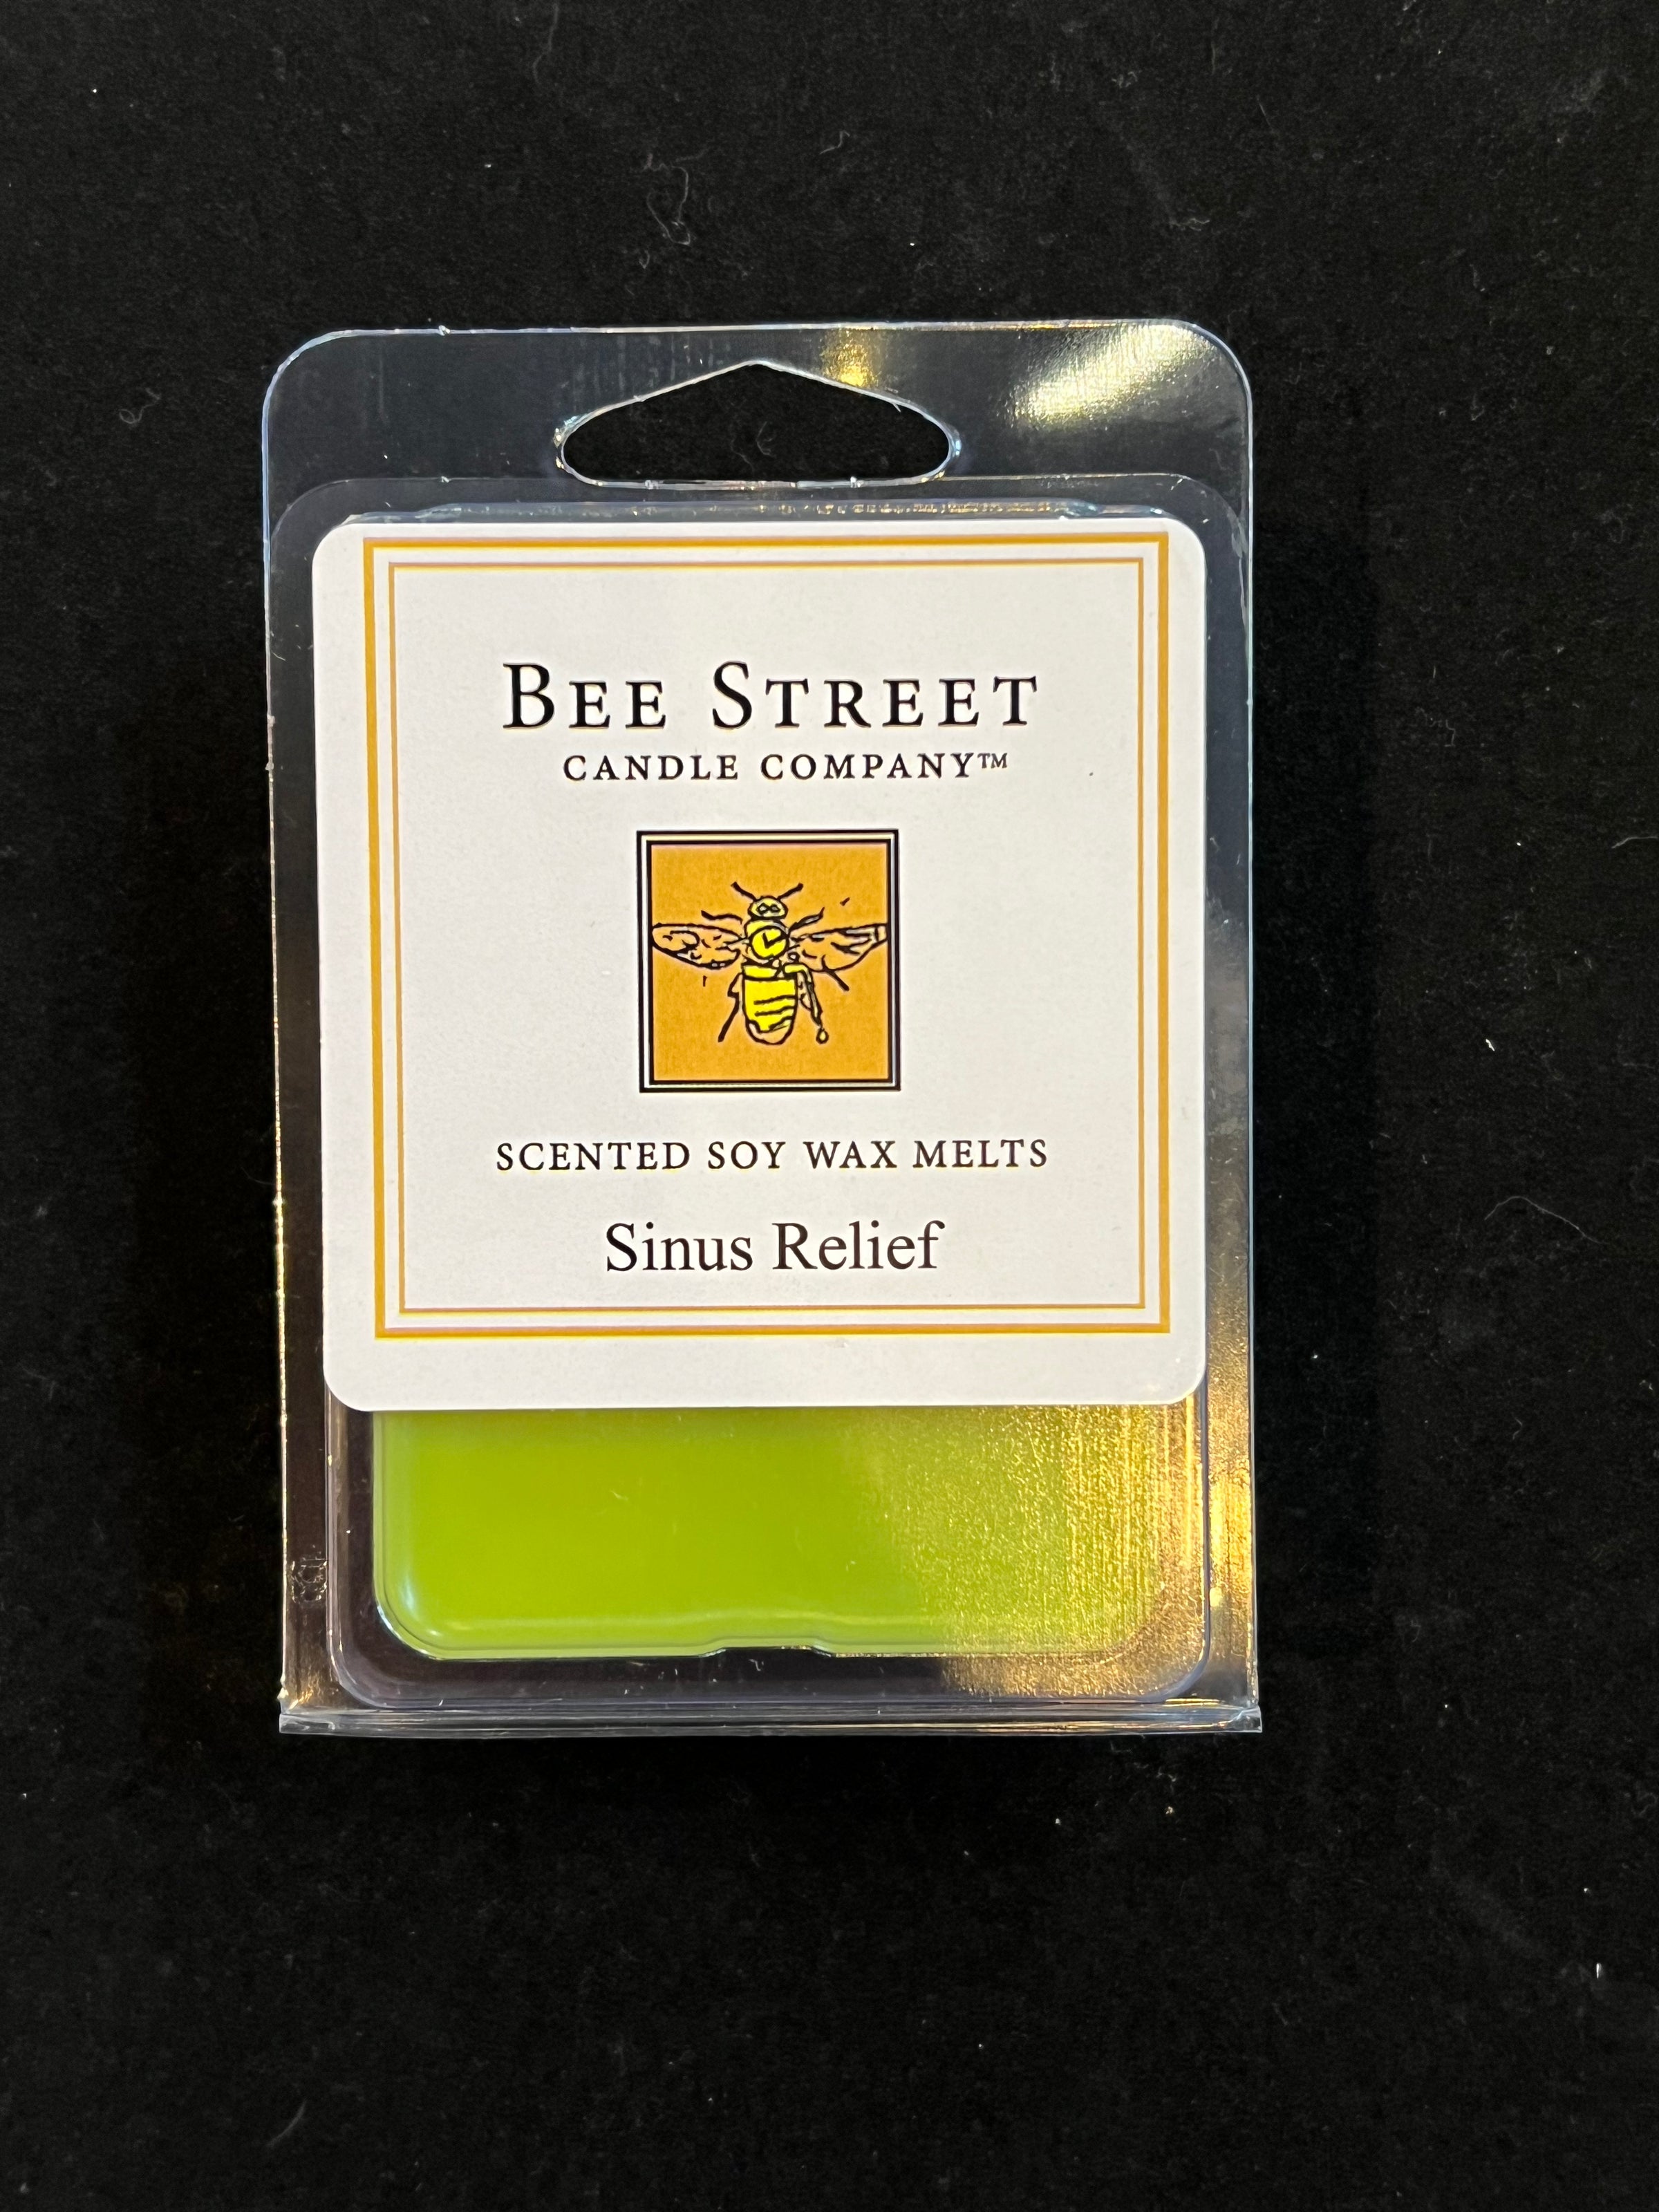 BEE STREET
CANDLE COMPANY™
SCENTED SOY WAX MELTS
Sinus Relief